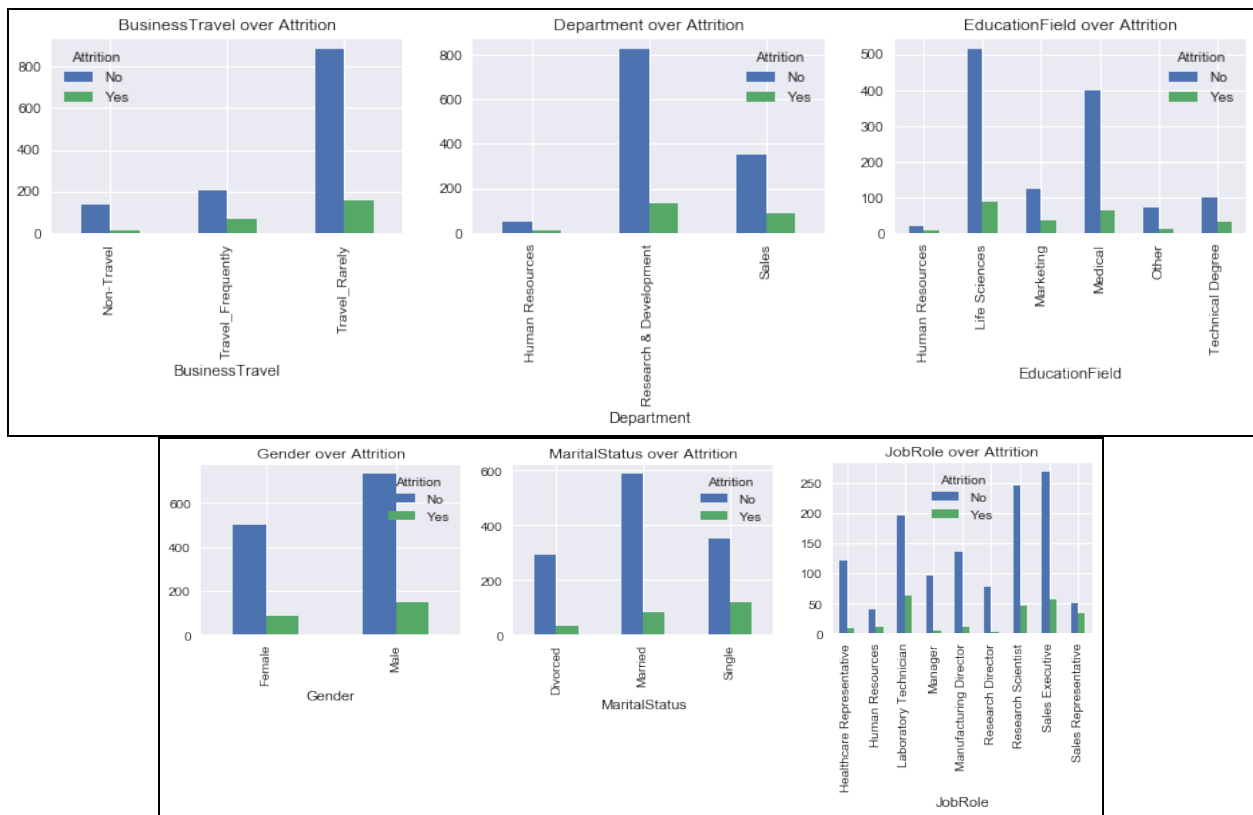 BusinessTravel over Attrition
Attrition
No
Yes
800
600
400
200
0
Non-Travel
Travel_Frequently
Travel_Rarely
BusinessTravel
Department over Attrition
Attrition
No
Yes
800
600
400
200
0
Human Resources
Research & Development
Sales
Department
EducationField over Attrition
Attrition
No
Yes
500
400
300
200
100
0
Human Resources
Life Sciences
Marketing
Medical
Other
Technical Degree
EducationField
Gender over Attrition
Attrition
No
Yes
600
400
200
0
Female
Male
Gender
MaritalStatus over Attrition
Attrition
No
Yes
600
400
200
0
Divorced
Married
Single
MaritalStatus
JobRole over Attrition
Attrition
No
Yes
250
200
150
100
50
0
Healthcare Representative
Human Resources
Laboratory Technician
Manager
Manufacturing Director
Research Director
Research Scientist
Sales Executive
Sales Representative
JobRole